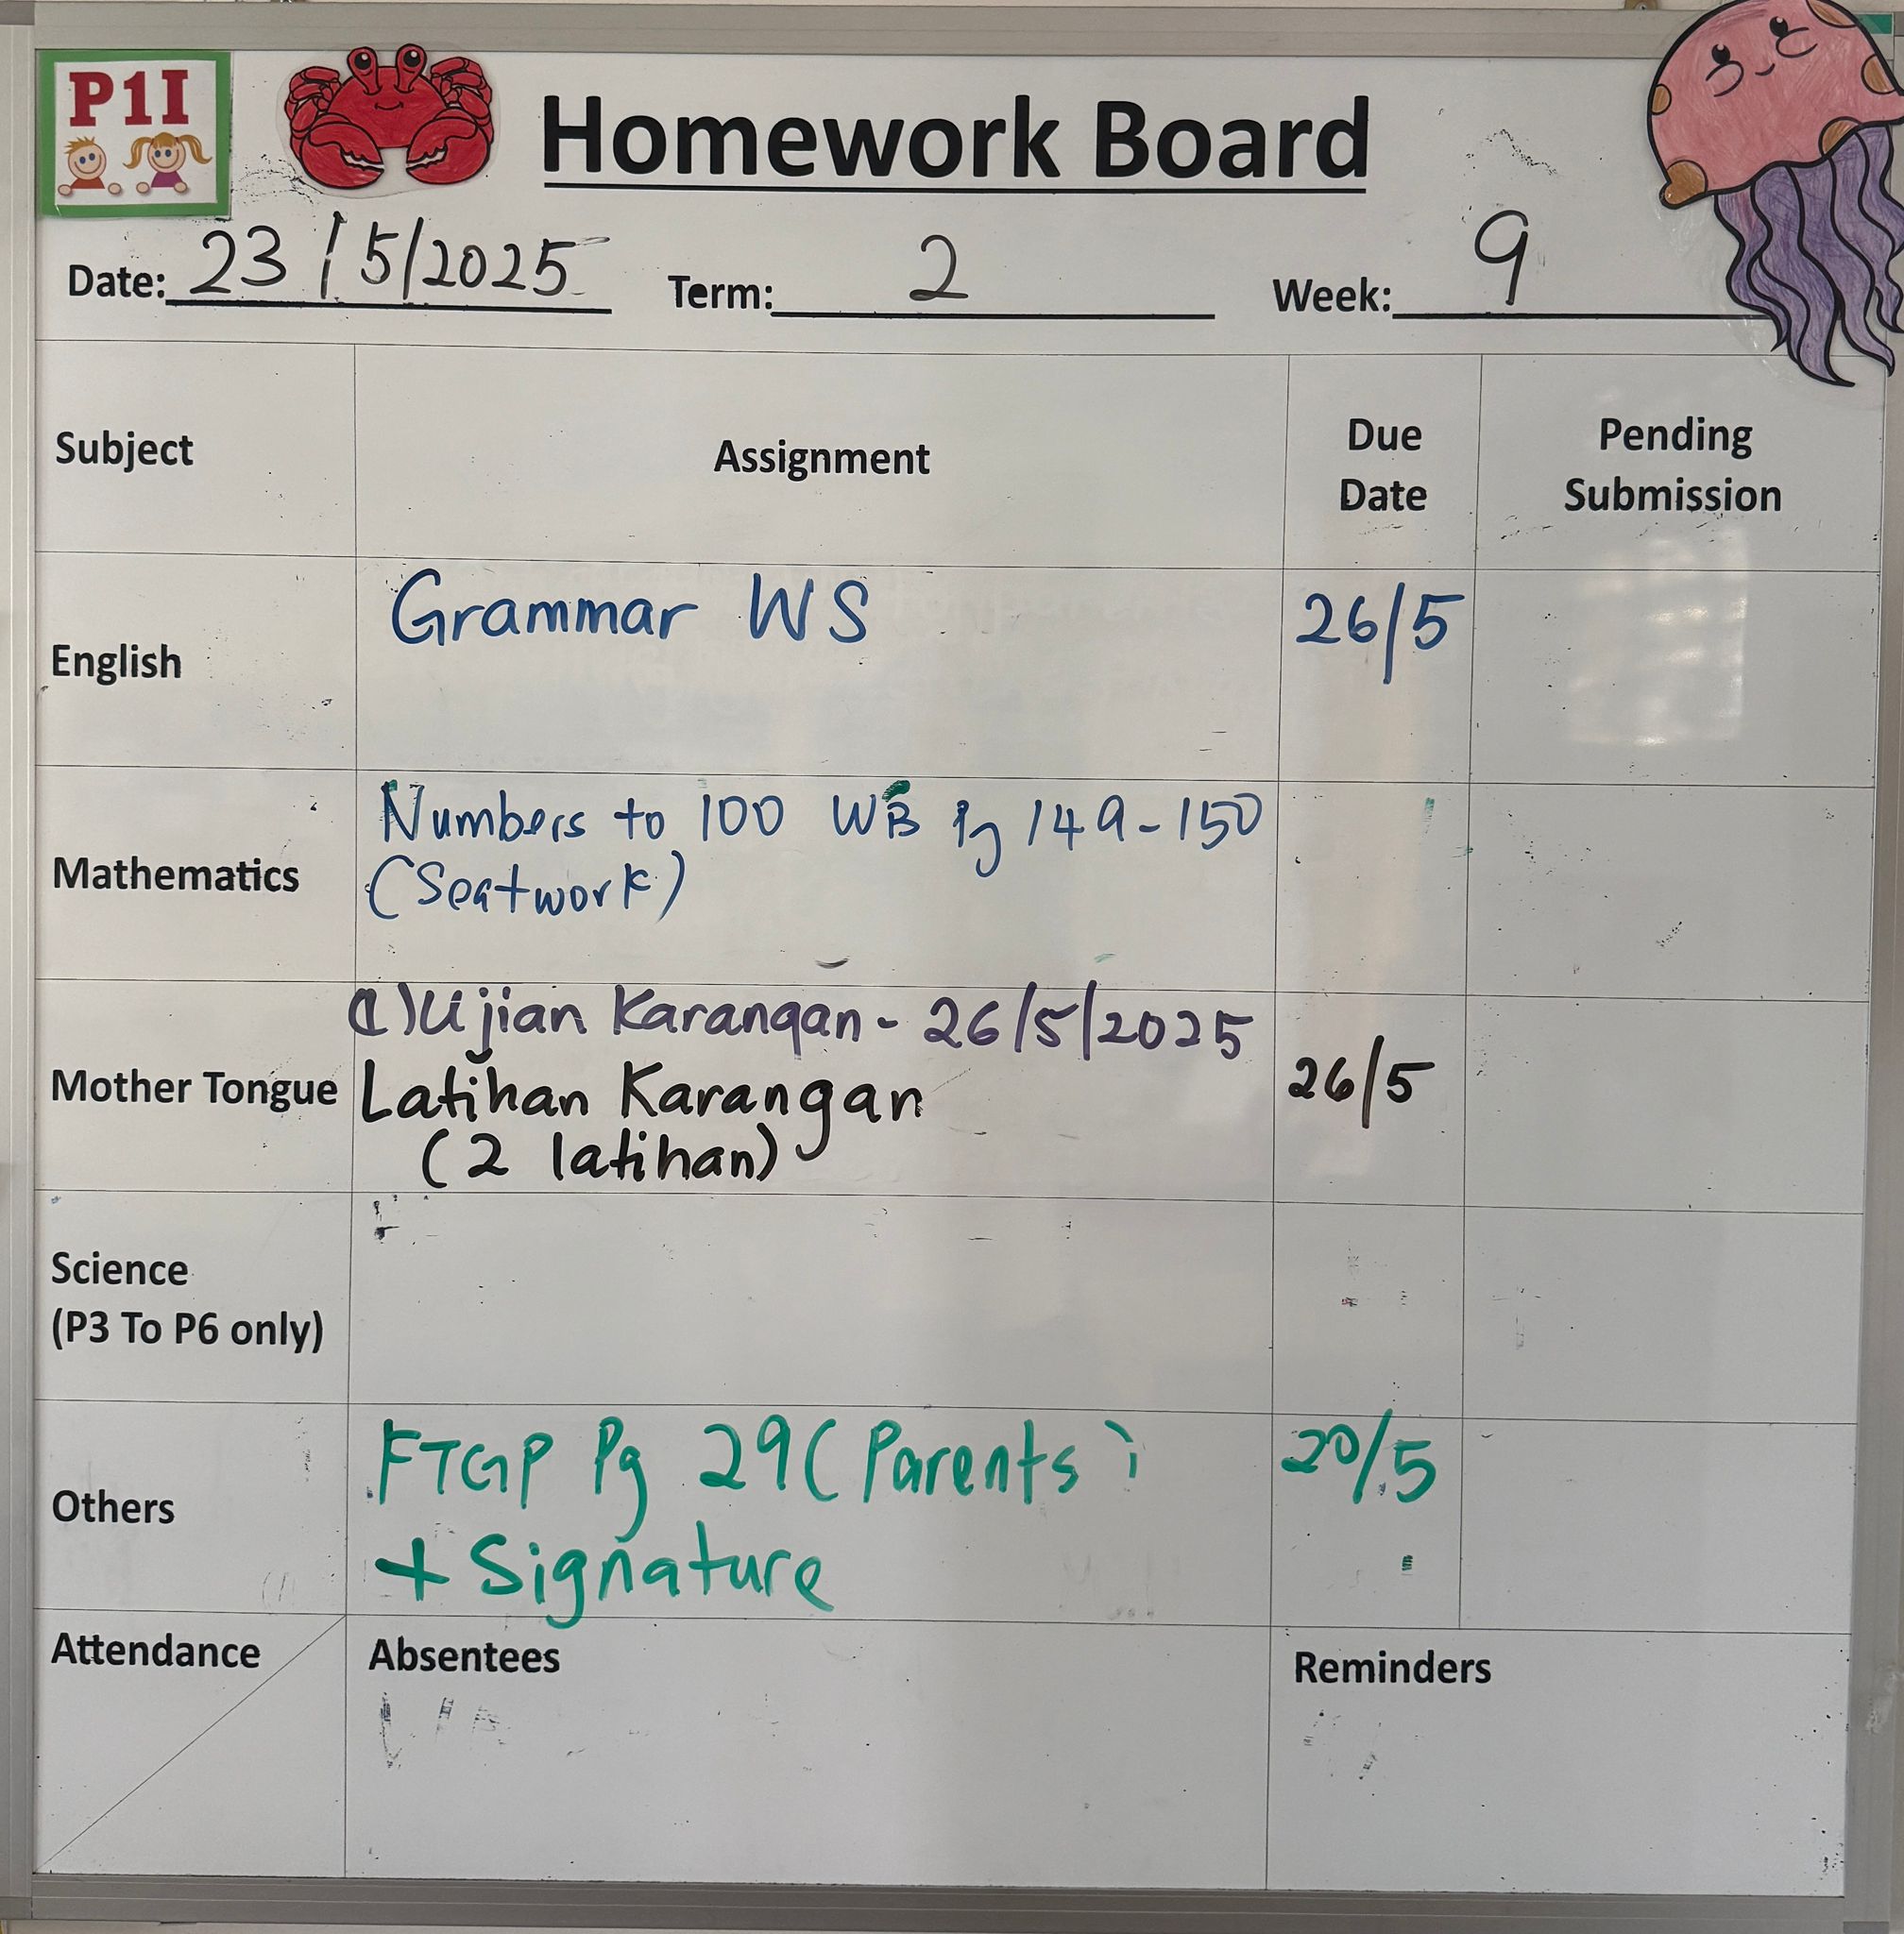 P1I
Homework Board
Date: 23/5/2025 Term: 2 Week: 9
Subject Assignment Due Date Pending Submission
English Grammar WS 26/5
Mathematics Numbers to 100 WB Pg 149-150
(Seatwork)
(1) Ujian Karangan - 26/5/2025
Mother Tongue Latihan Karangan 26/5
(2 latihan)
Science
(P3 To P6 only)
Others FTGP Pg 29 (Parents)
+ Signature 20/5
Attendance Absentees Reminders